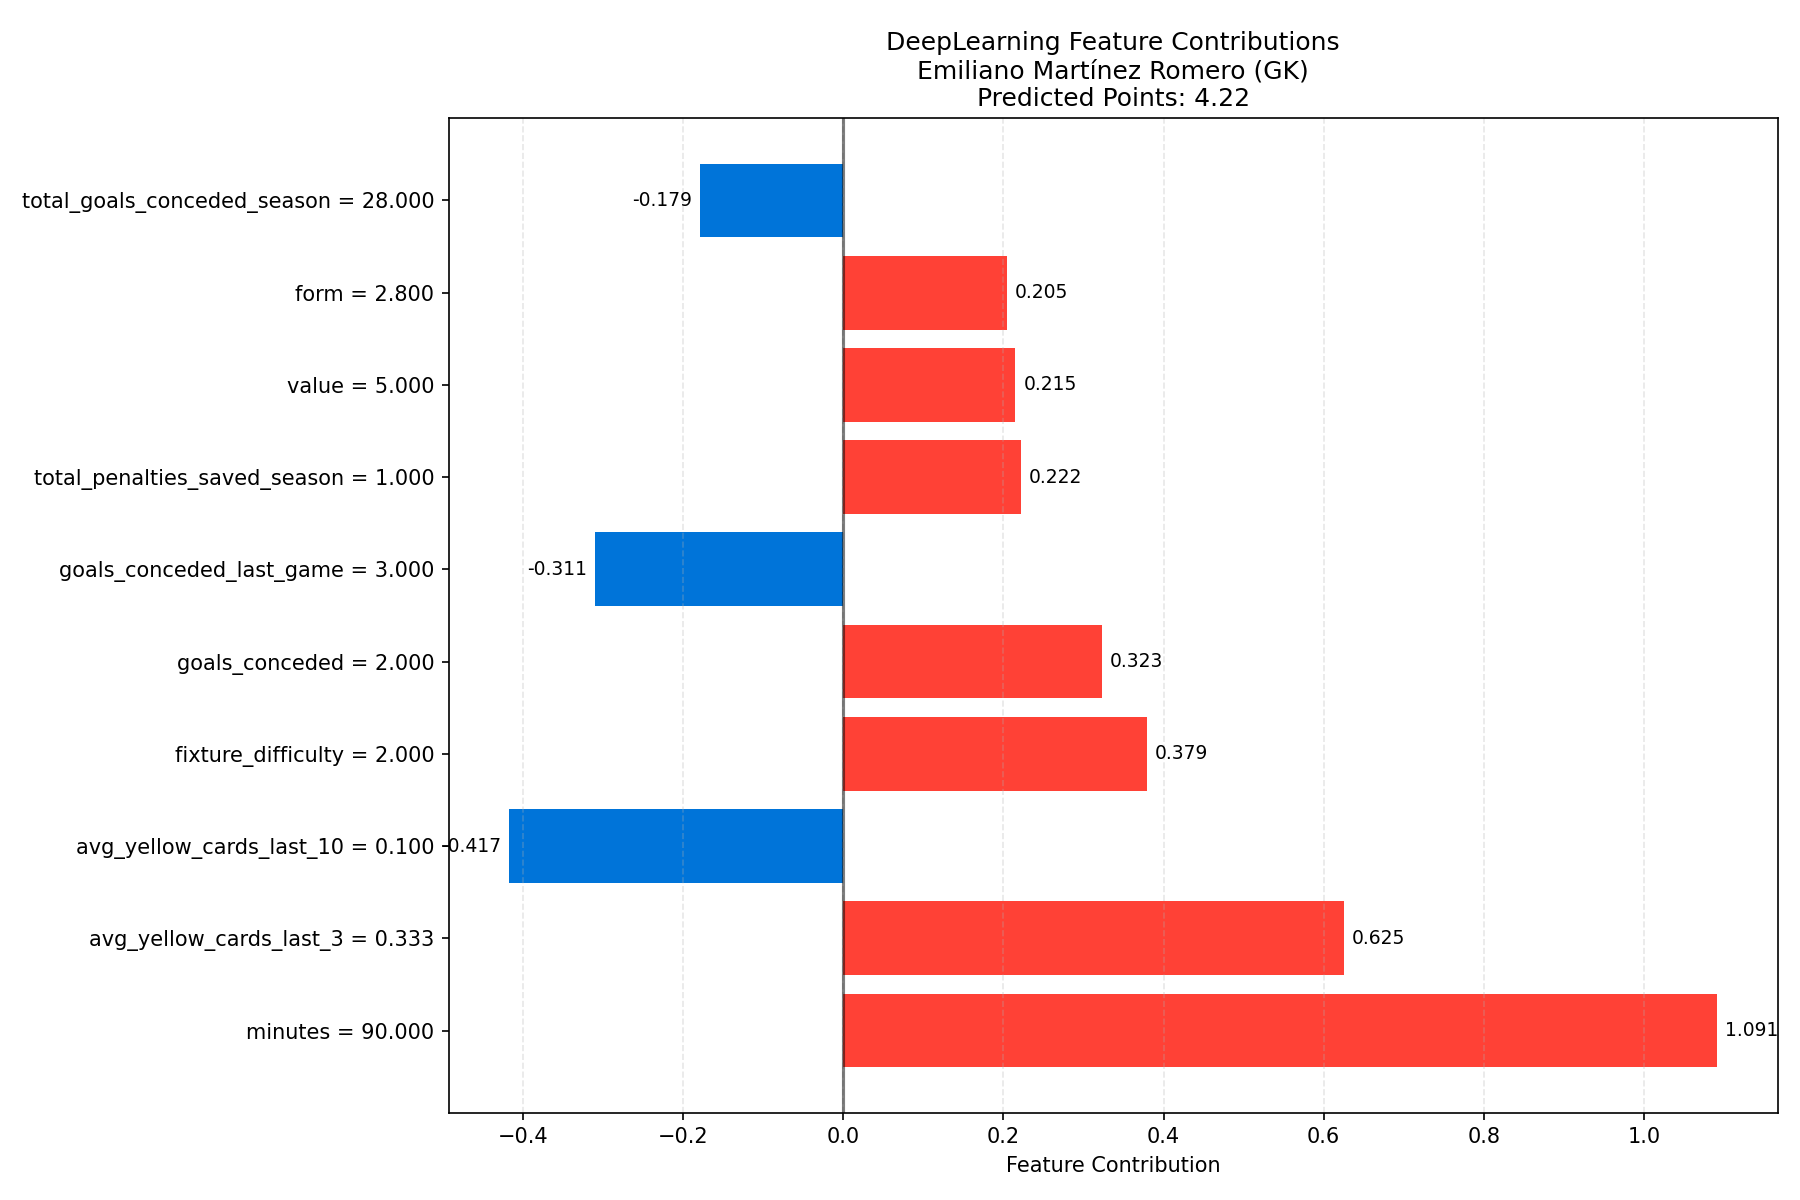 DeepLearning Feature Contributions
Emiliano Martínez Romero (GK)
Predicted Points: 4.22
total_goals_conceded_season = 28.000
-0.179
form = 2.800
0.205
value = 5.000
0.215
total_penalties_saved_season = 1.000
0.222
goals_conceded_last_game = 3.000
-0.311
goals_conceded = 2.000
0.323
fixture_difficulty = 2.000
0.379
avg_yellow_cards_last_10 = 0.100
-0.417
avg_yellow_cards_last_3 = 0.333
0.625
minutes = 90.000
1.091
−0.4 −0.2 0.0 0.2 0.4 0.6 0.8 1.0
Feature Contribution